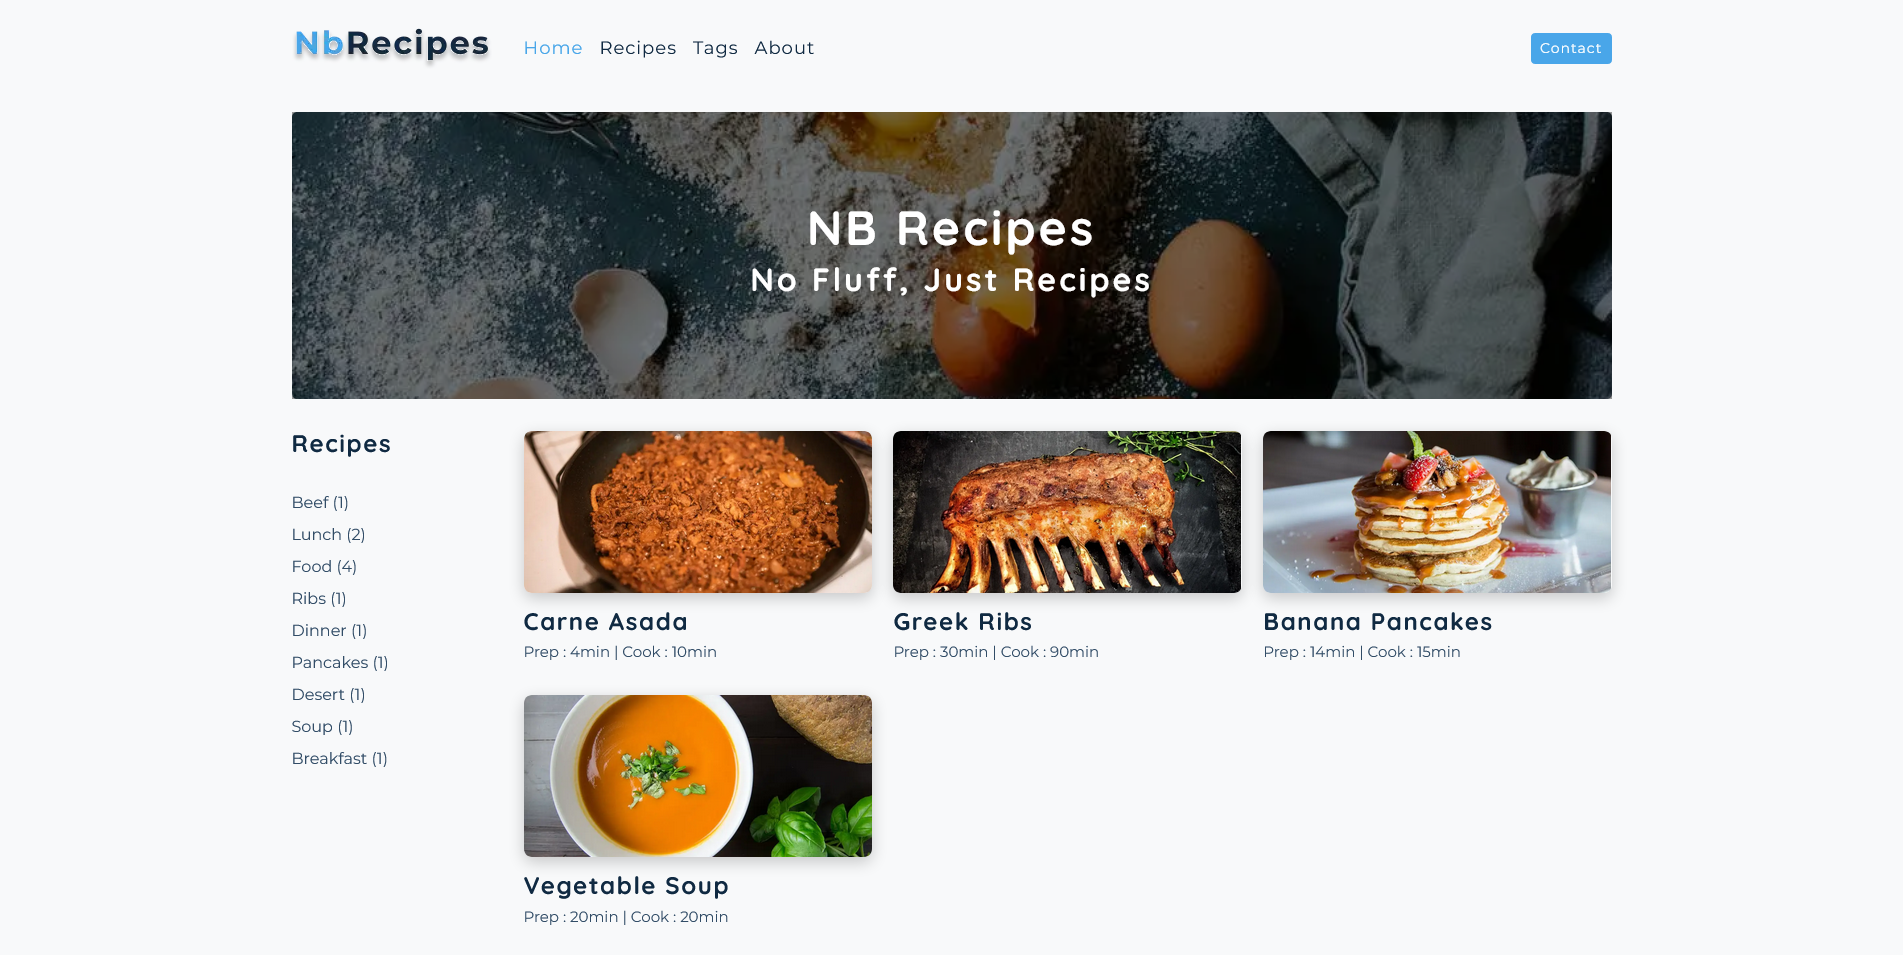 NbRecipes
Home Recipes Tags About
Contact
NB Recipes
No Fluff, Just Recipes
Recipes
Beef (1)
Lunch (2)
Food (4)
Ribs (1)
Dinner (1)
Pancakes (1)
Desert (1)
Soup (1)
Breakfast (1)
Carne Asada
Prep : 4min | Cook : 10min
Greek Ribs
Prep : 30min | Cook : 90min
Banana Pancakes
Prep : 14min | Cook : 15min
Vegetable Soup
Prep : 20min | Cook : 20min